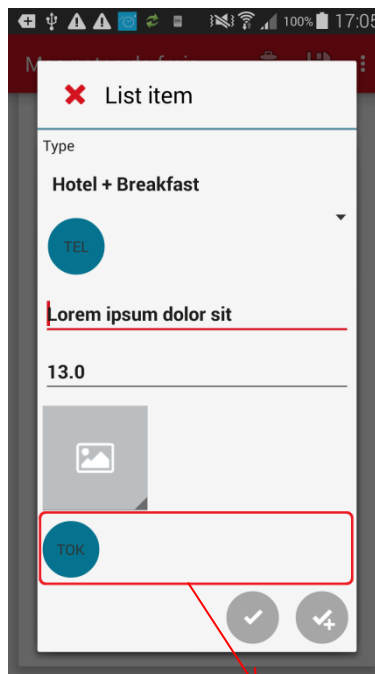 100% 17:05
List item
Type
Hotel + Breakfast
TEL
Lorem ipsum dolor sit
13.0
TOK